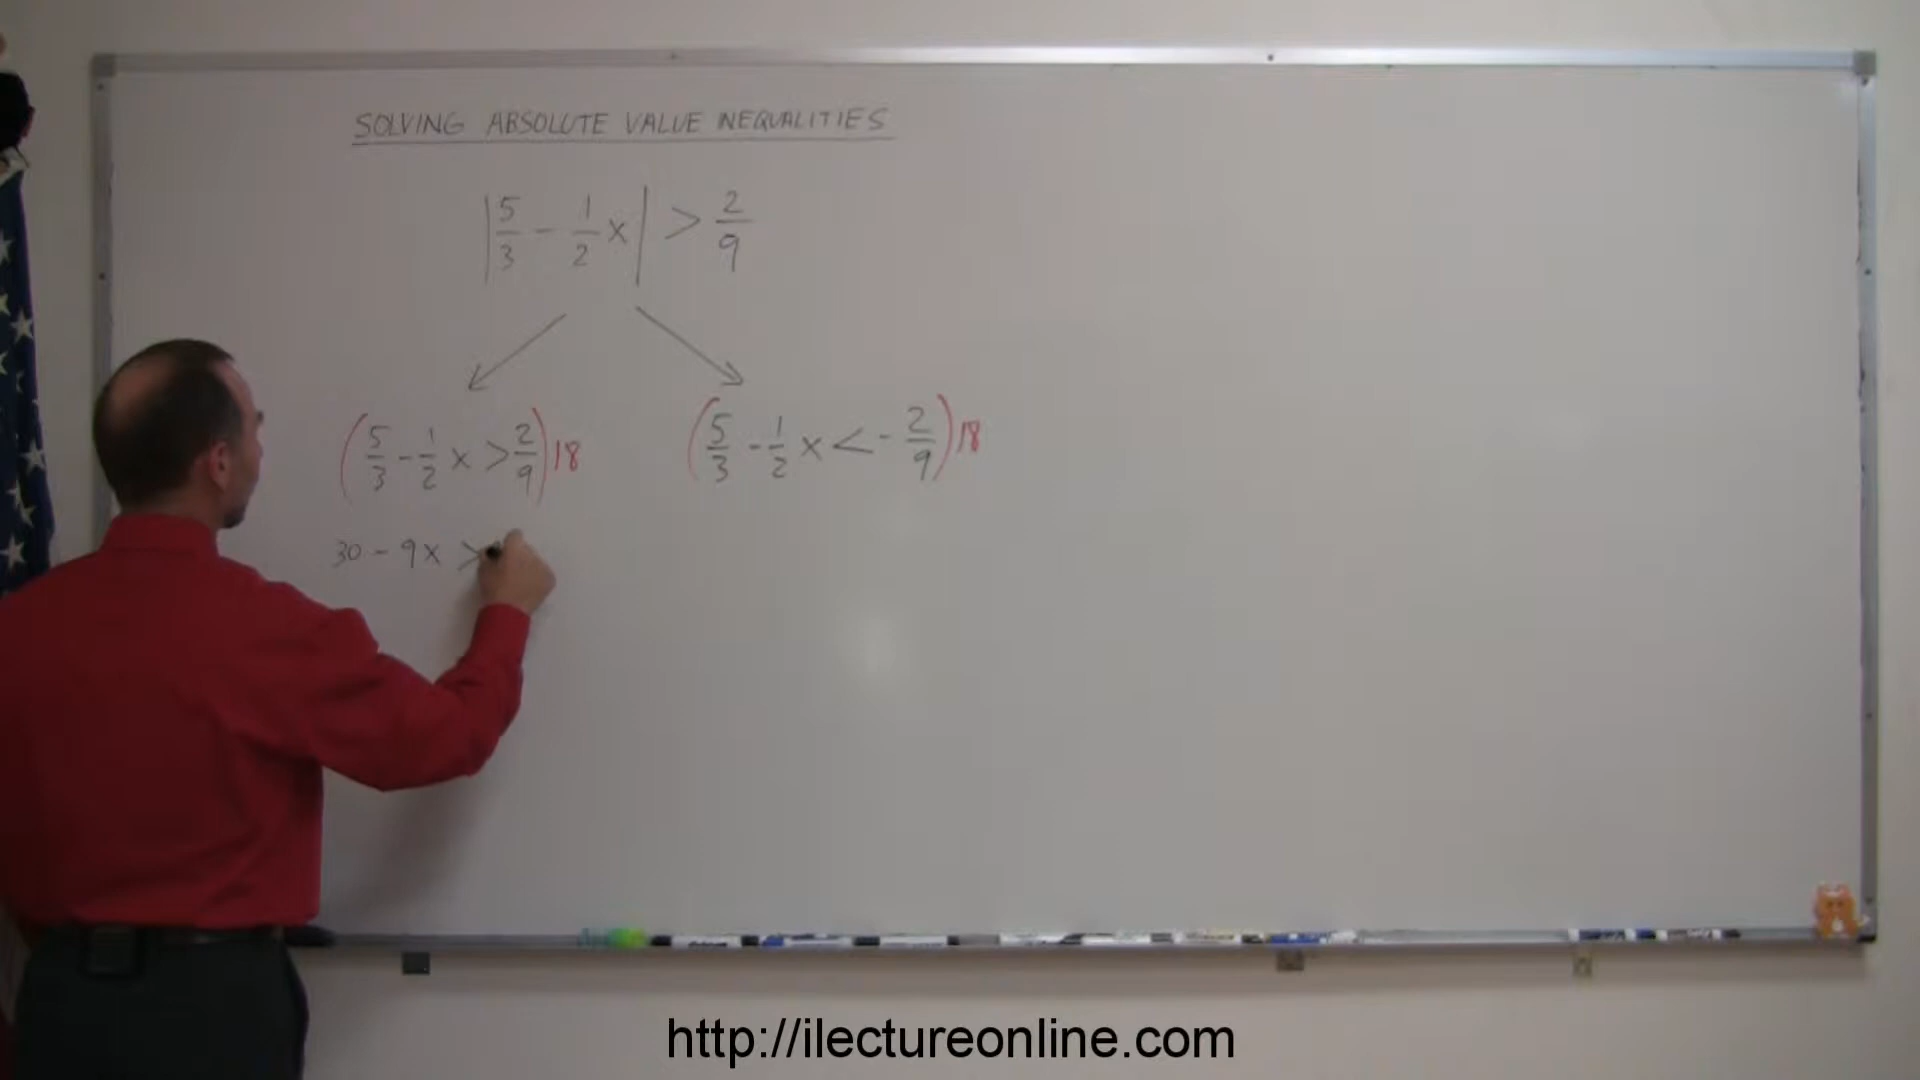 SOLVING ABSOLUTE VALUE INEQUALITIES
|5/3 - 1/2 x| > 2/9
(5/3 - 1/2 x > 2/9) 18
(5/3 - 1/2 x < - 2/9) 18
30 - 9x >
http://ilectureonline.com